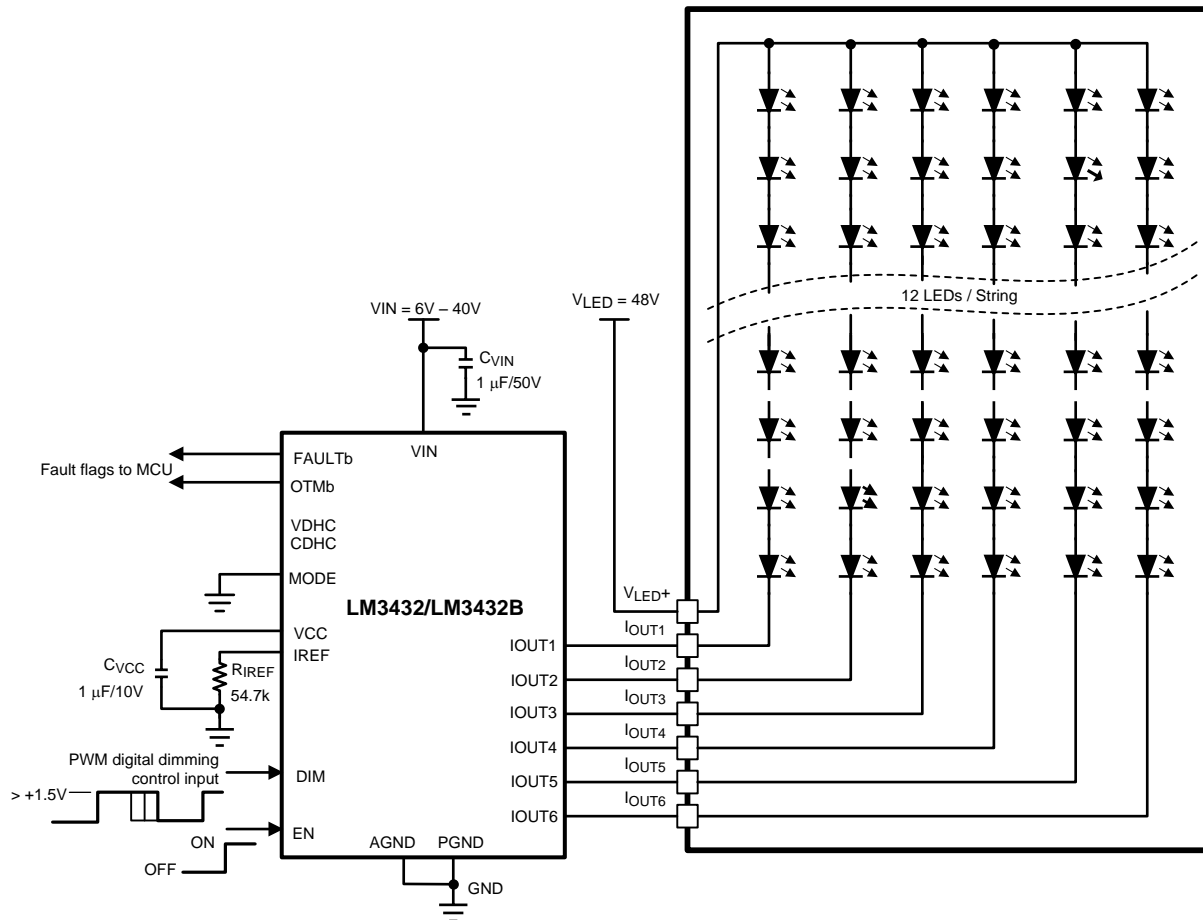 12 LEDs / String
VLED = 48V
VIN = 6V – 40V
CVIN
1 μF/50V
VIN
Fault flags to MCU
FAULTb
OTMb
VDHC
CDHC
MODE
LM3432/LM3432B
VCC
IREF
CVCC
1 μF/10V
RIREF
54.7k
PWM digital dimming
control input
> +1.5V
DIM
ON
OFF
EN
AGND
PGND
GND
VLED+
IOUT1
IOUT1
IOUT2
IOUT2
IOUT3
IOUT3
IOUT4
IOUT4
IOUT5
IOUT5
IOUT6
IOUT6